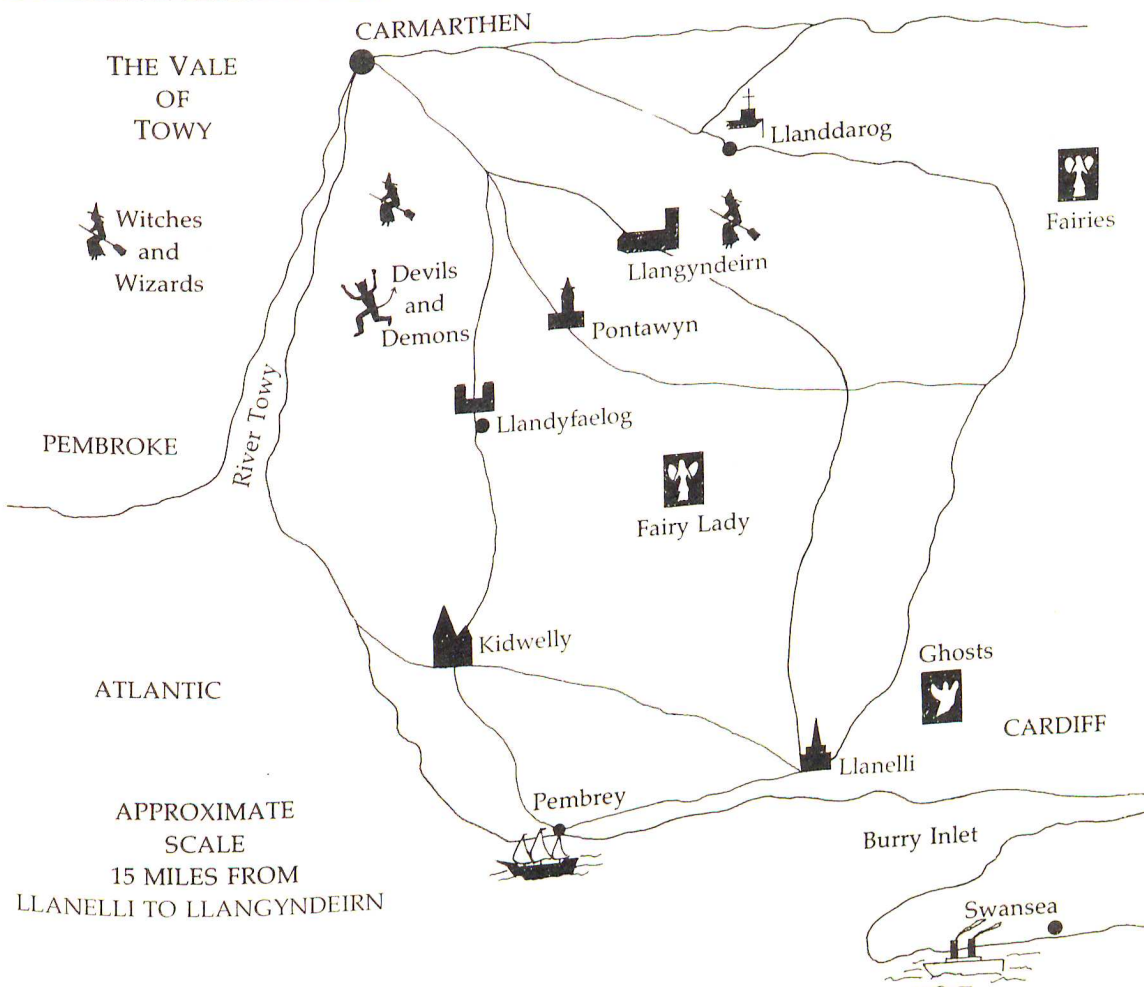 CARMARTHEN
THE VALE
OF
TOWY
Llanddarog
Fairies
Witches
and
Wizards
Llangyndeirn
Devils
and
Demons
Pontawyn
River Towy
Llandyfaelog
PEMBROKE
Fairy Lady
Kidwelly
Ghosts
ATLANTIC
CARDIFF
Llanelli
Pembrey
APPROXIMATE
SCALE
15 MILES FROM
LLANELLI TO LLANGYNDEIRN
Burry Inlet
Swansea